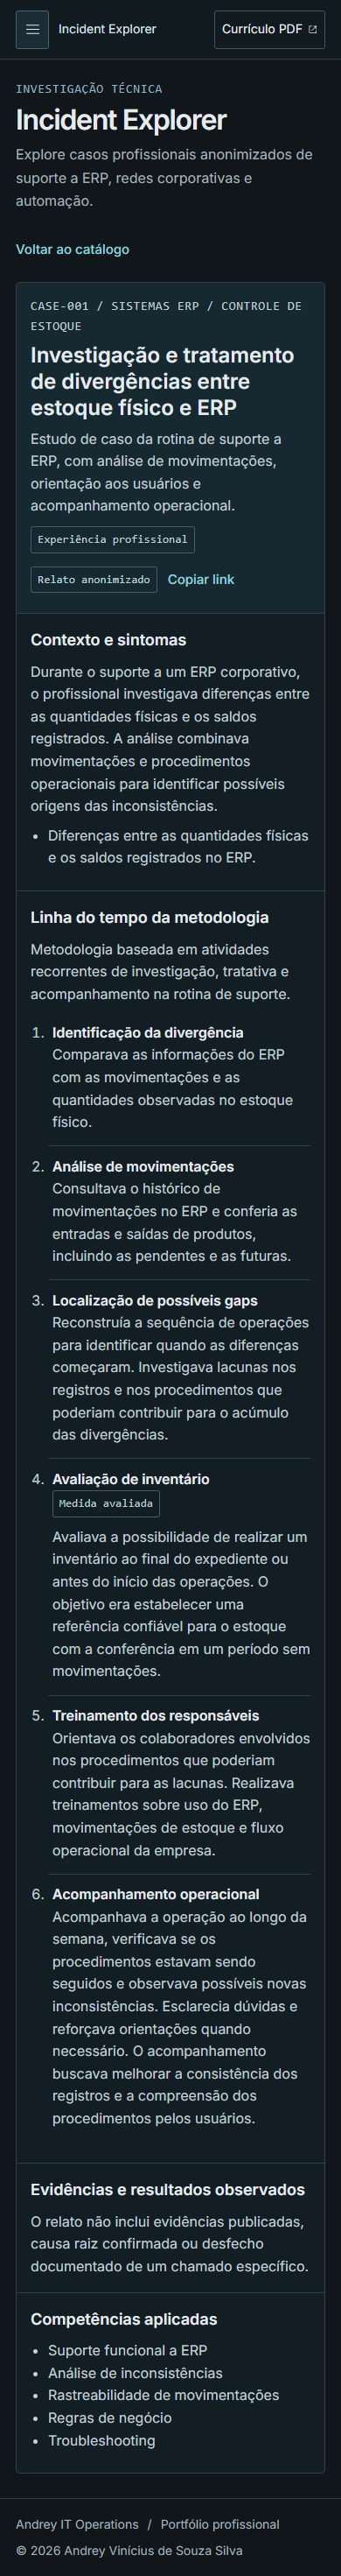 Incident Explorer
Currículo PDF
INVESTIGAÇÃO TÉCNICA
Incident Explorer
Explore casos profissionais anonimizados de
suporte a ERP, redes corporativas e
automação.
Voltar ao catálogo
CASE-001 / SISTEMAS ERP / CONTROLE DE
ESTOQUE
Investigação e tratamento
de divergências entre
estoque físico e ERP
Estudo de caso da rotina de suporte a
ERP, com análise de movimentações,
orientação aos usuários e
acompanhamento operacional.
Experiência profissional
Relato anonimizado
Copiar link
Contexto e sintomas
Durante o suporte a um ERP corporativo,
o profissional investigava diferenças entre
as quantidades físicas e os saldos
registrados. A análise combinava
movimentações e procedimentos
operacionais para identificar possíveis
origens das inconsistências.
• Diferenças entre as quantidades físicas
e os saldos registrados no ERP.
Linha do tempo da metodologia
Metodologia baseada em atividades
recorrentes de investigação, tratativa e
acompanhamento na rotina de suporte.
1. Identificação da divergência
Comparava as informações do ERP
com as movimentações e as
quantidades observadas no estoque
físico.
2. Análise de movimentações
Consultava o histórico de
movimentações no ERP e conferia as
entradas e saídas de produtos,
incluindo as pendentes e as futuras.
3. Localização de possíveis gaps
Reconstruía a sequência de operações
para identificar quando as diferenças
começaram. Investigava lacunas nos
registros e nos procedimentos que
poderiam contribuir para o acúmulo
das divergências.
4. Avaliação de inventário
Medida avaliada
Avaliava a possibilidade de realizar um
inventário ao final do expediente ou
antes do início das operações. O
objetivo era estabelecer uma
referência confiável para o estoque
com a conferência em um período sem
movimentações.
5. Treinamento dos responsáveis
Orientava os colaboradores envolvidos
nos procedimentos que poderiam
contribuir para as lacunas. Realizava
treinamentos sobre uso do ERP,
movimentações de estoque e fluxo
operacional da empresa.
6. Acompanhamento operacional
Acompanhava a operação ao longo da
semana, verificava se os
procedimentos estavam sendo
seguidos e observava possíveis novas
inconsistências. Esclarecia dúvidas e
reforçava orientações quando
necessário. O acompanhamento
buscava melhorar a consistência dos
registros e a compreensão dos
procedimentos pelos usuários.
Evidências e resultados observados
O relato não inclui evidências publicadas,
causa raiz confirmada ou desfecho
documentado de um chamado específico.
Competências aplicadas
• Suporte funcional a ERP
• Análise de inconsistências
• Rastreabilidade de movimentações
• Regras de negócio
• Troubleshooting
Andrey IT Operations / Portfólio profissional
© 2026 Andrey Vinícius de Souza Silva